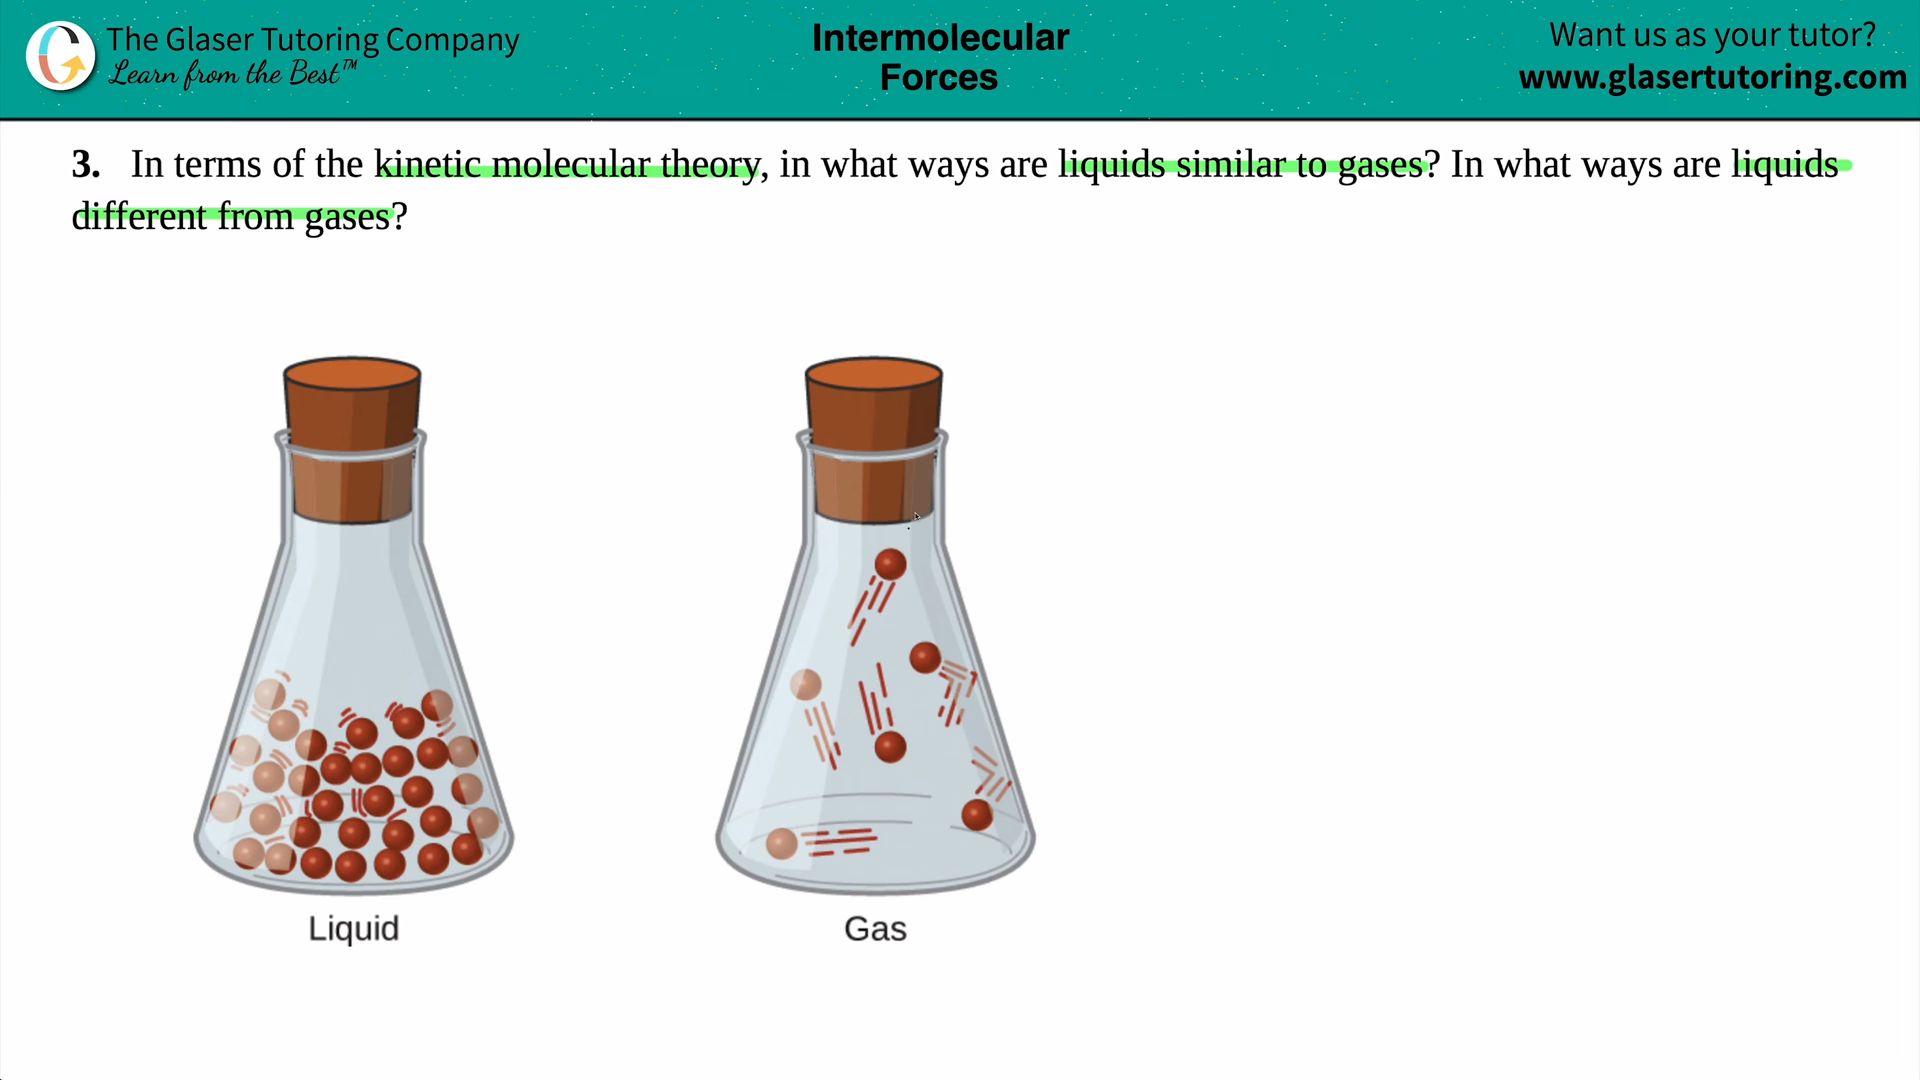 The Glaser Tutoring Company
Learn from the Best™
Intermolecular
Forces
Want us as your tutor?
www.glasertutoring.com
3. In terms of the kinetic molecular theory, in what ways are liquids similar to gases? In what ways are liquids
different from gases?
Liquid
Gas